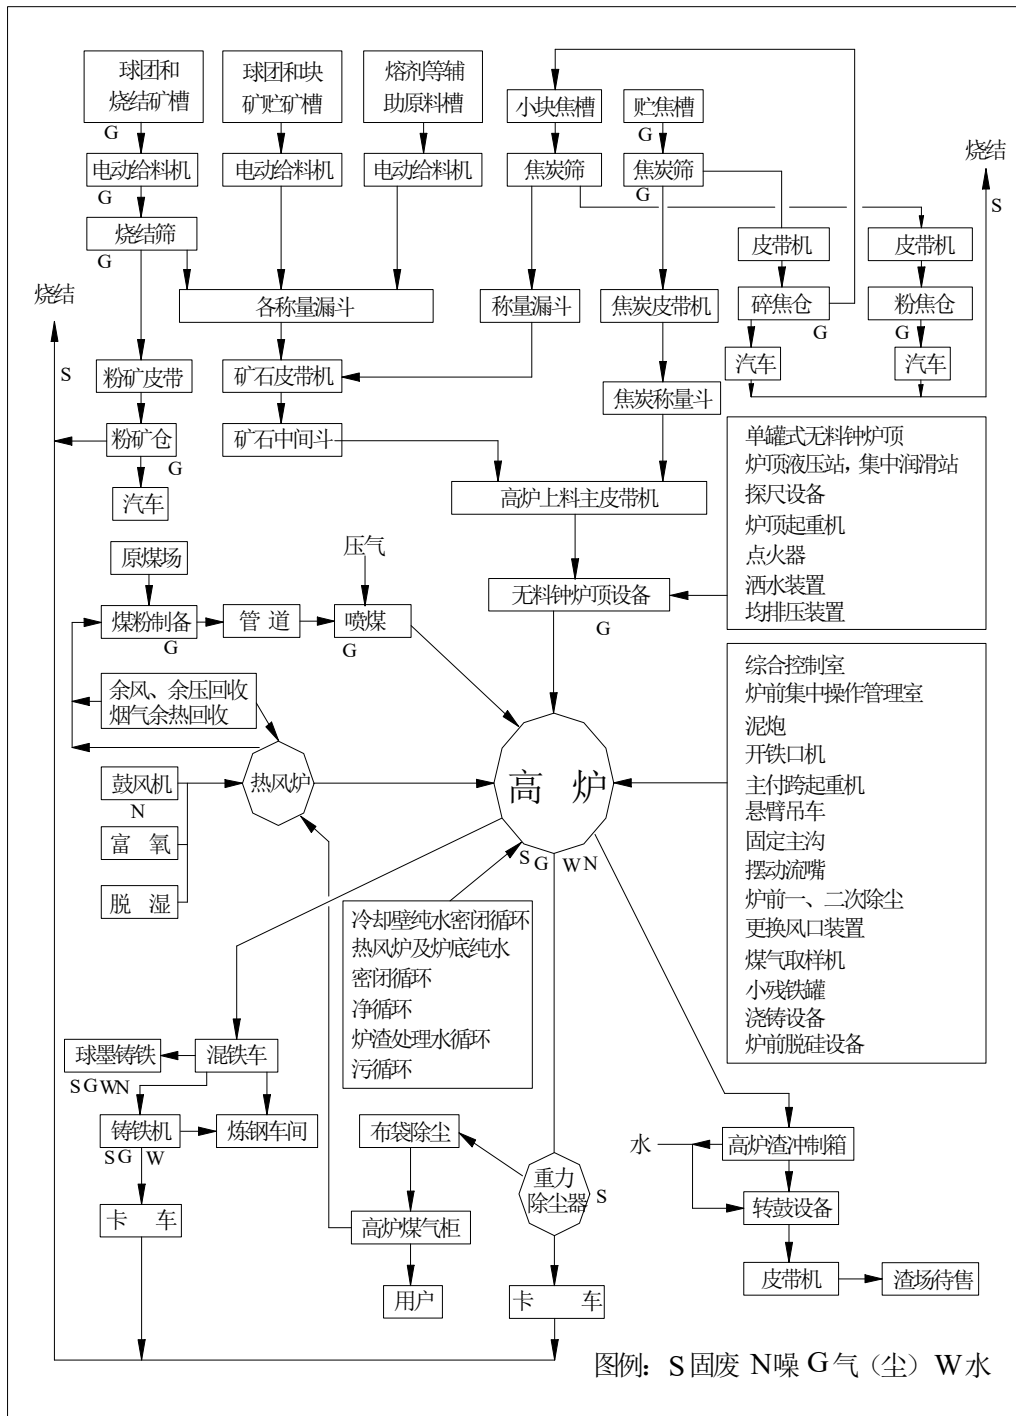 球团和
烧结矿槽
G
球团和块
矿贮矿槽
熔剂等辅
助原料槽
小块焦槽
贮焦槽
G
烧结
S
电动给料机
G
电动给料机
电动给料机
焦炭筛
焦炭筛
G
烧结筛
G
皮带机
皮带机
烧结
S
各称量漏斗
称量漏斗
焦炭皮带机
碎焦仓
G
粉焦仓
G
粉矿皮带
矿石皮带机
汽车
汽车
焦炭称量斗
粉矿仓
G
矿石中间斗
汽车
高炉上料主皮带机
单罐式无料钟炉顶
炉顶液压站，集中润滑站
探尺设备
炉顶起重机
点火器
洒水装置
均排压装置
原煤场
压气
煤粉制备
G
管 道
喷煤
G
无料钟炉顶设备
G
余风、余压回收
烟气余热回收
综合控制室
炉前集中操作管理室
泥炮
开铁口机
主付跨起重机
悬臂吊车
固定主沟
摆动流嘴
炉前一、二次除尘
更换风口装置
煤气取样机
小残铁罐
浇铸设备
炉前脱硅设备
鼓风机
N
热风炉
高 炉
S G W N
富 氧
脱 湿
冷却壁纯水密闭循环
热风炉及炉底纯水
密闭循环
净循环
炉渣处理水循环
污循环
球墨铸铁
混铁车
S G W N
铸铁机
S G W
炼钢车间
布袋除尘
重力
除尘器
S
水
高炉渣冲制箱
卡 车
高炉煤气柜
转鼓设备
用户
卡 车
皮带机
渣场待售
图例：S固废 N噪 G气（尘）W水